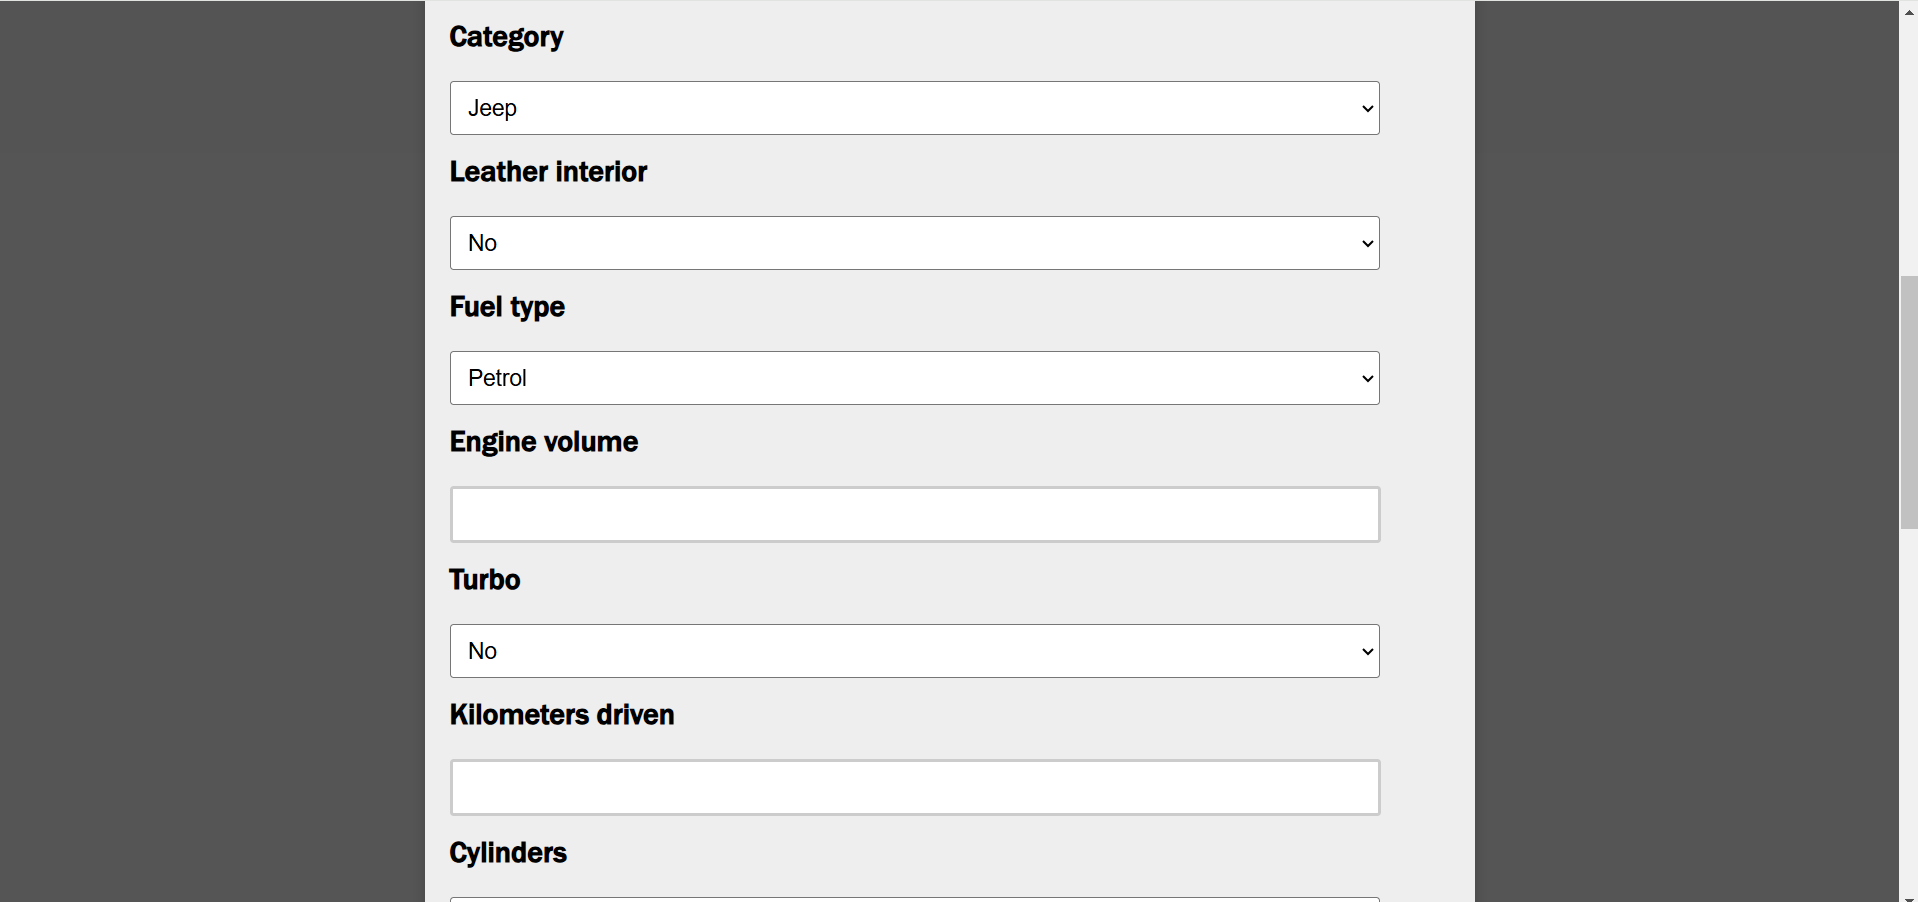 Category
Jeep
Leather interior
No
Fuel type
Petrol
Engine volume
Turbo
No
Kilometers driven
Cylinders